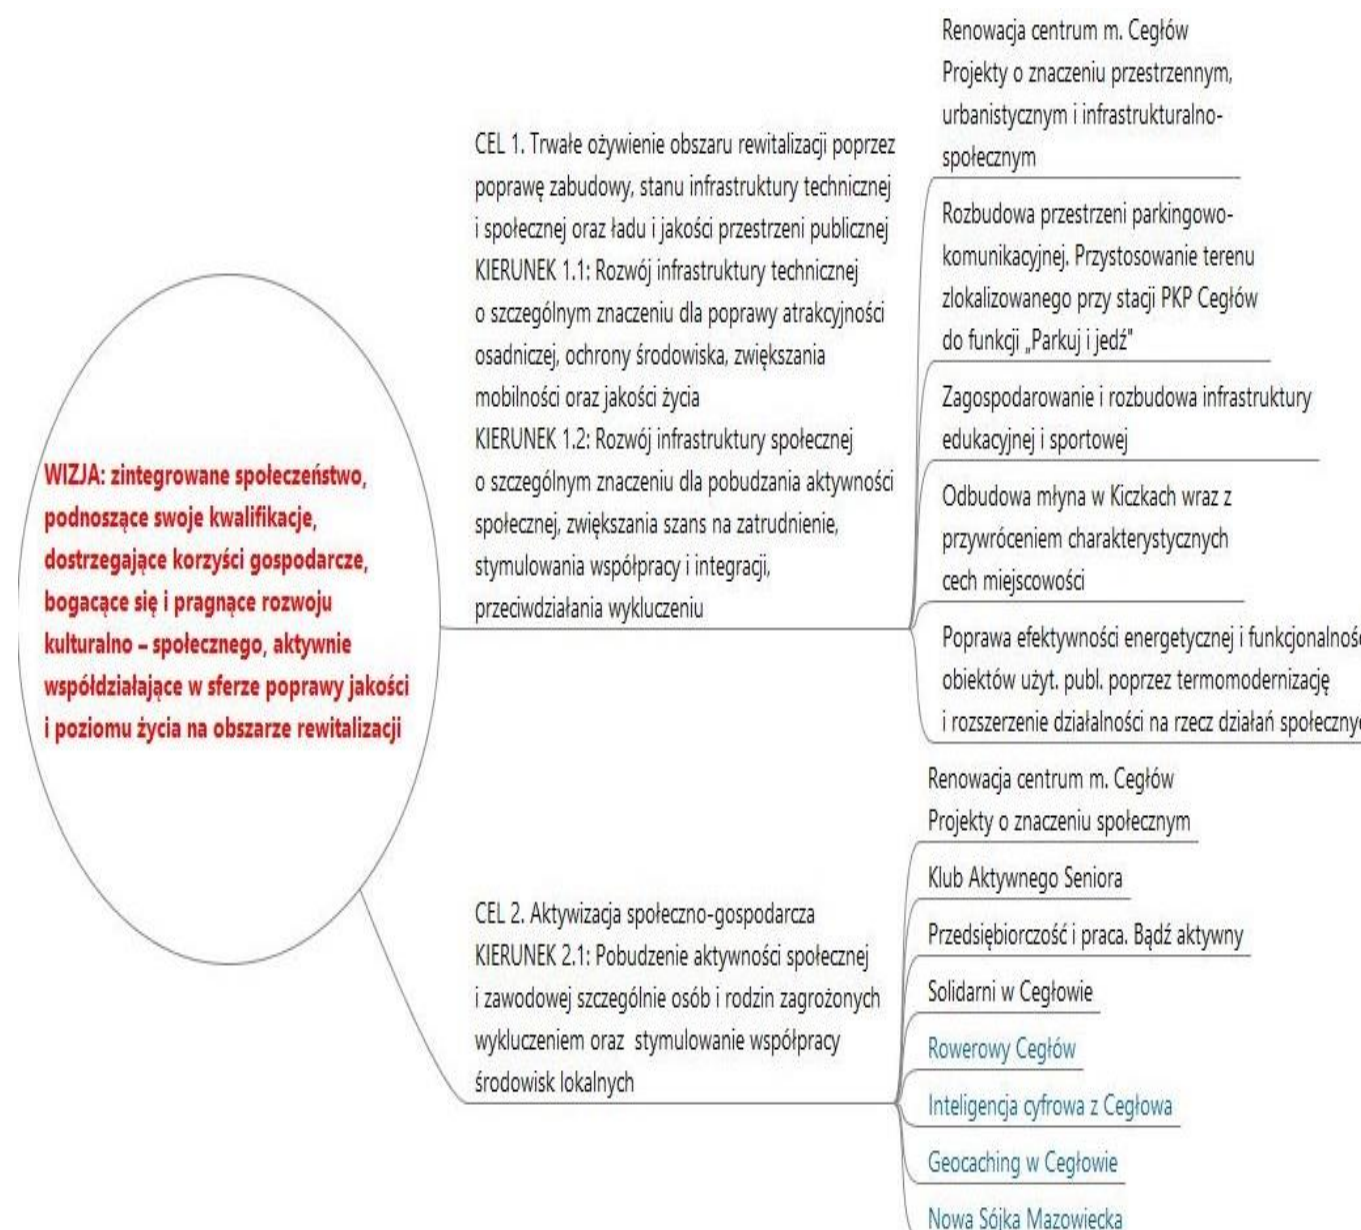 WIZJA: zintegrowane społeczeństwo,
podnoszące swoje kwalifikacje,
dostrzegające korzyści gospodarcze,
bogacące się i pragnące rozwoju
kulturalno – społecznego, aktywnie
współdziałające w sferze poprawy jakości
i poziomu życia na obszarze rewitalizacji
CEL 1. Trwałe ożywienie obszaru rewitalizacji poprzez
poprawę zabudowy, stanu infrastruktury technicznej
i społecznej oraz ładu i jakości przestrzeni publicznej
KIERUNEK 1.1: Rozwój infrastruktury technicznej
o szczególnym znaczeniu dla poprawy atrakcyjności
osadniczej, ochrony środowiska, zwiększania
mobilności oraz jakości życia
KIERUNEK 1.2: Rozwój infrastruktury społecznej
o szczególnym znaczeniu dla pobudzania aktywności
społecznej, zwiększania szans na zatrudnienie,
stymulowania współpracy i integracji,
przeciwdziałania wykluczeniu
Renowacja centrum m. Cegłów
Projekty o znaczeniu przestrzennym,
urbanistycznym i infrastrukturalno-
społecznym
Rozbudowa przestrzeni parkingowo-
komunikacyjnej. Przystosowanie terenu
zlokalizowanego przy stacji PKP Cegłów
do funkcji „Parkuj i jedź"
Zagospodarowanie i rozbudowa infrastruktury
edukacyjnej i sportowej
Odbudowa młyna w Kiczkach wraz z
przywróceniem charakterystycznych
cech miejscowości
Poprawa efektywności energetycznej i funkcjonalnośc
obiektów użyt. publ. poprzez termomodernizację
i rozszerzenie działalności na rzecz działań społecznyc
CEL 2. Aktywizacja społeczno-gospodarcza
KIERUNEK 2.1: Pobudzenie aktywności społecznej
i zawodowej szczególnie osób i rodzin zagrożonych
wykluczeniem oraz stymulowanie współpracy
środowisk lokalnych
Renowacja centrum m. Cegłów
Projekty o znaczeniu społecznym
Klub Aktywnego Seniora
Przedsiębiorczość i praca. Bądź aktywny
Solidarni w Cegłowie
Rowerowy Cegłów
Inteligencja cyfrowa z Cegłowa
Geocaching w Cegłowie
Nowa Sójka Mazowiecka